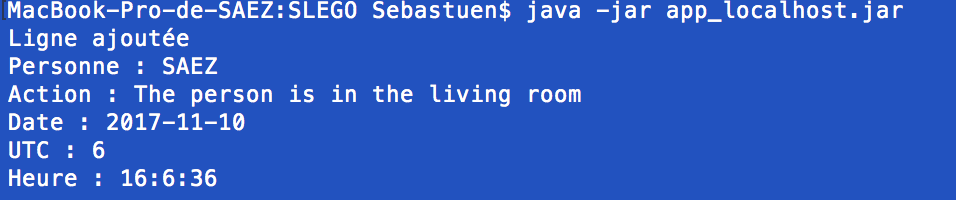 MacBook-Pro-de-SAEZ:SLEGO Sebastuen$ java -jar app_localhost.jar
Ligne ajoutée
Personne : SAEZ
Action : The person is in the living room
Date : 2017-11-10
UTC : 6
Heure : 16:6:36